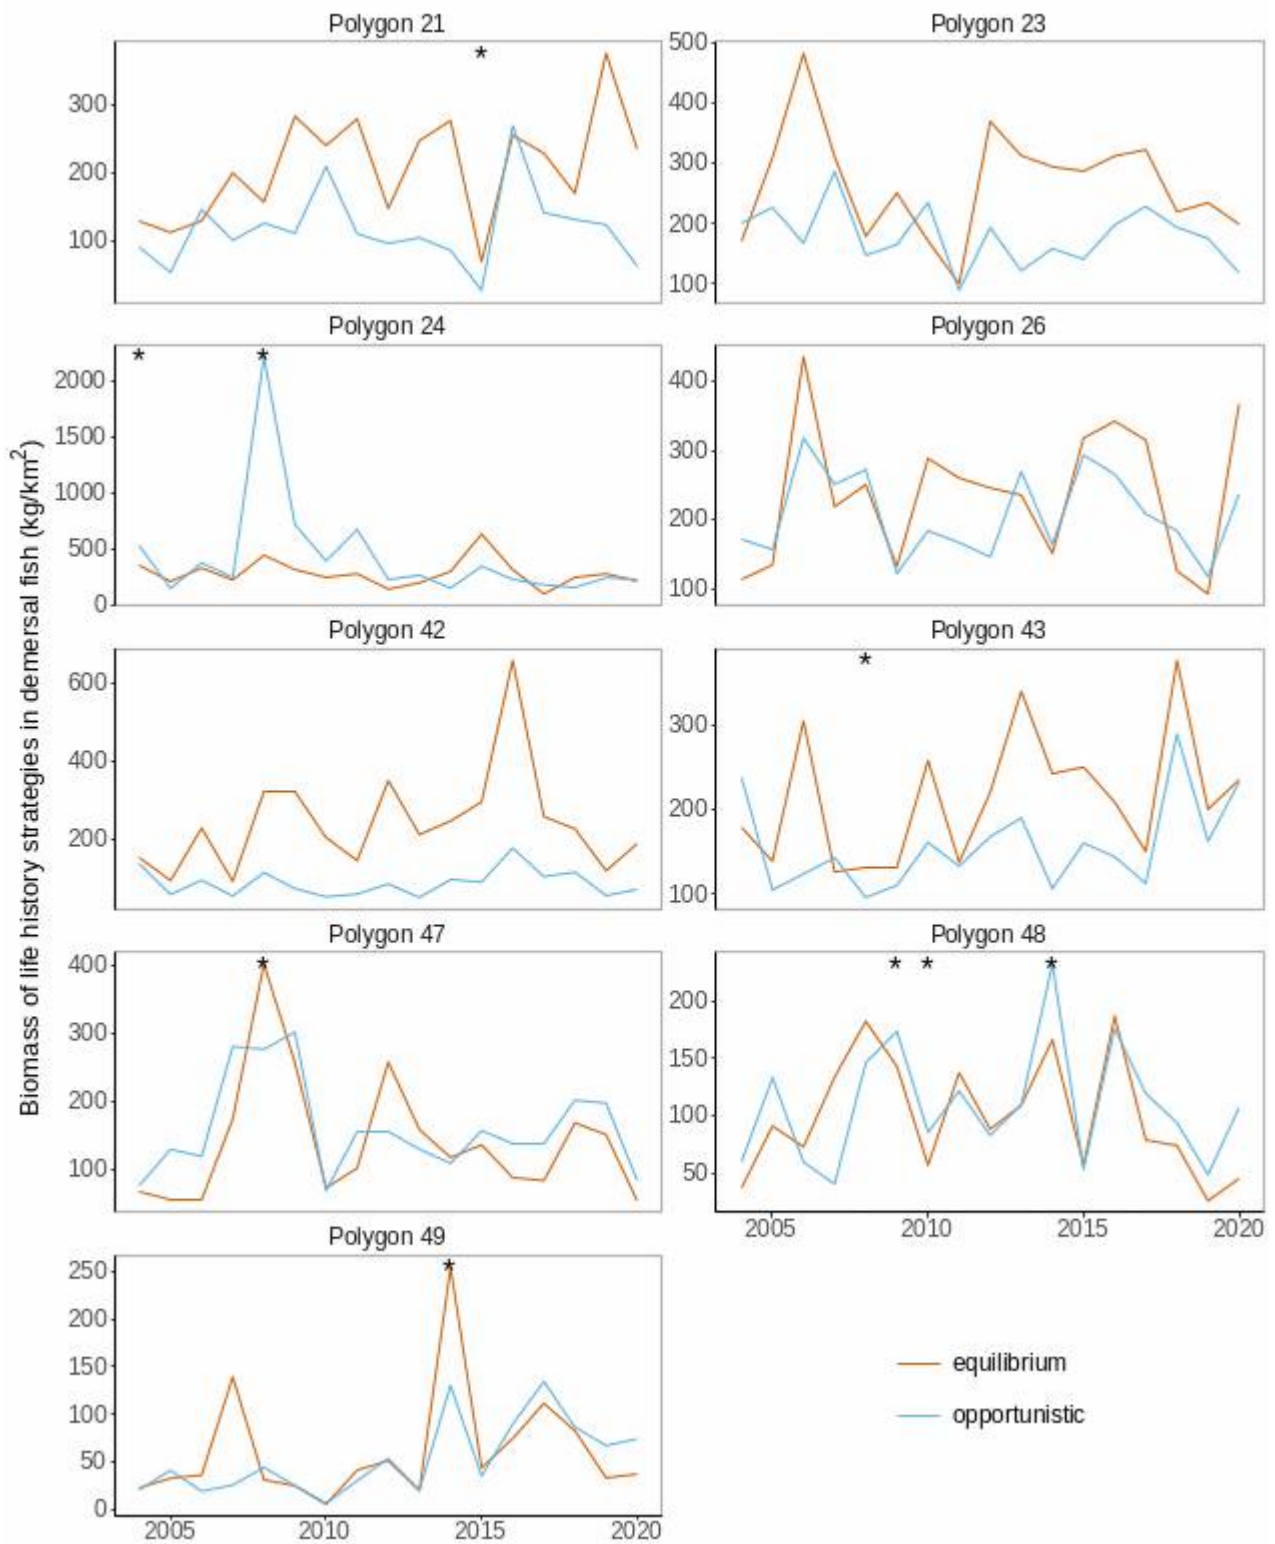 Polygon 21
*
300
200
100
Polygon 23
500
400
300
200
100
Polygon 24
* *
2000
1500
1000
500
0
Polygon 26
400
300
200
100
Biomass of life history strategies in demersal fish (kg/km²)
Polygon 42
600
400
200
Polygon 43
*
300
200
100
Polygon 47
*
400
300
200
100
Polygon 48
* * *
200
150
100
50
2005 2010 2015 2020
Polygon 49
*
250
200
150
100
50
0
2005 2010 2015 2020
equilibrium
opportunistic